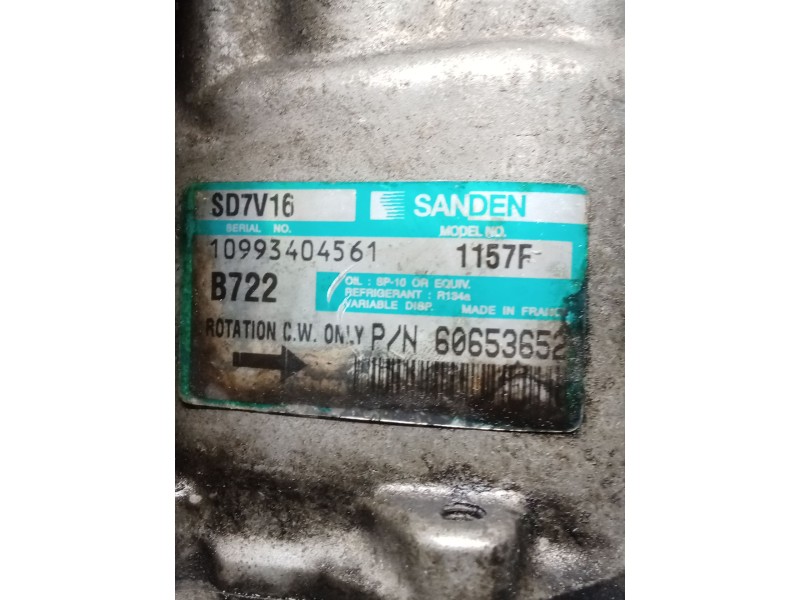 SD7V16 SANDEN
SERIAL NO. MODEL NO.
10993404561 1157F
B722
OIL : SP-10 OR EQUIV.
REFRIGERANT : R134a
VARIABLE DISP. MADE IN FRANCE
ROTATION C.W. ONLY P/N 60653652